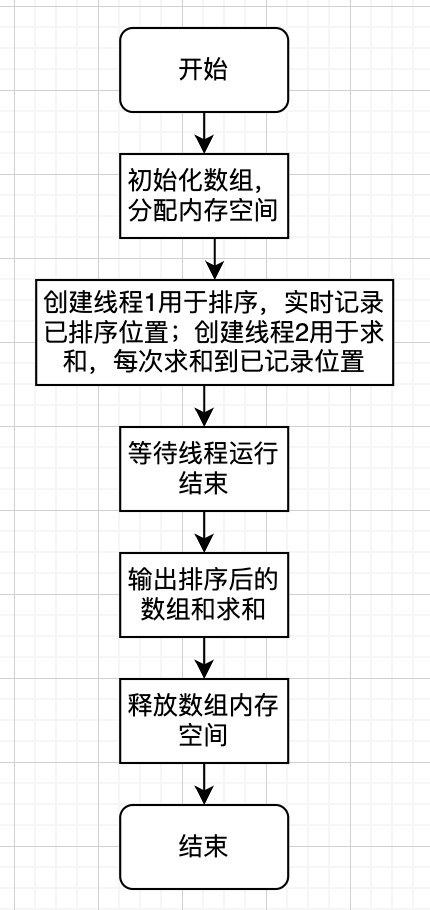 开始
初始化数组，
分配内存空间
创建线程1用于排序，实时记录
已排序位置；创建线程2用于求
和，每次求和到已记录位置
等待线程运行
结束
输出排序后的
数组和求和
释放数组内存
空间
结束